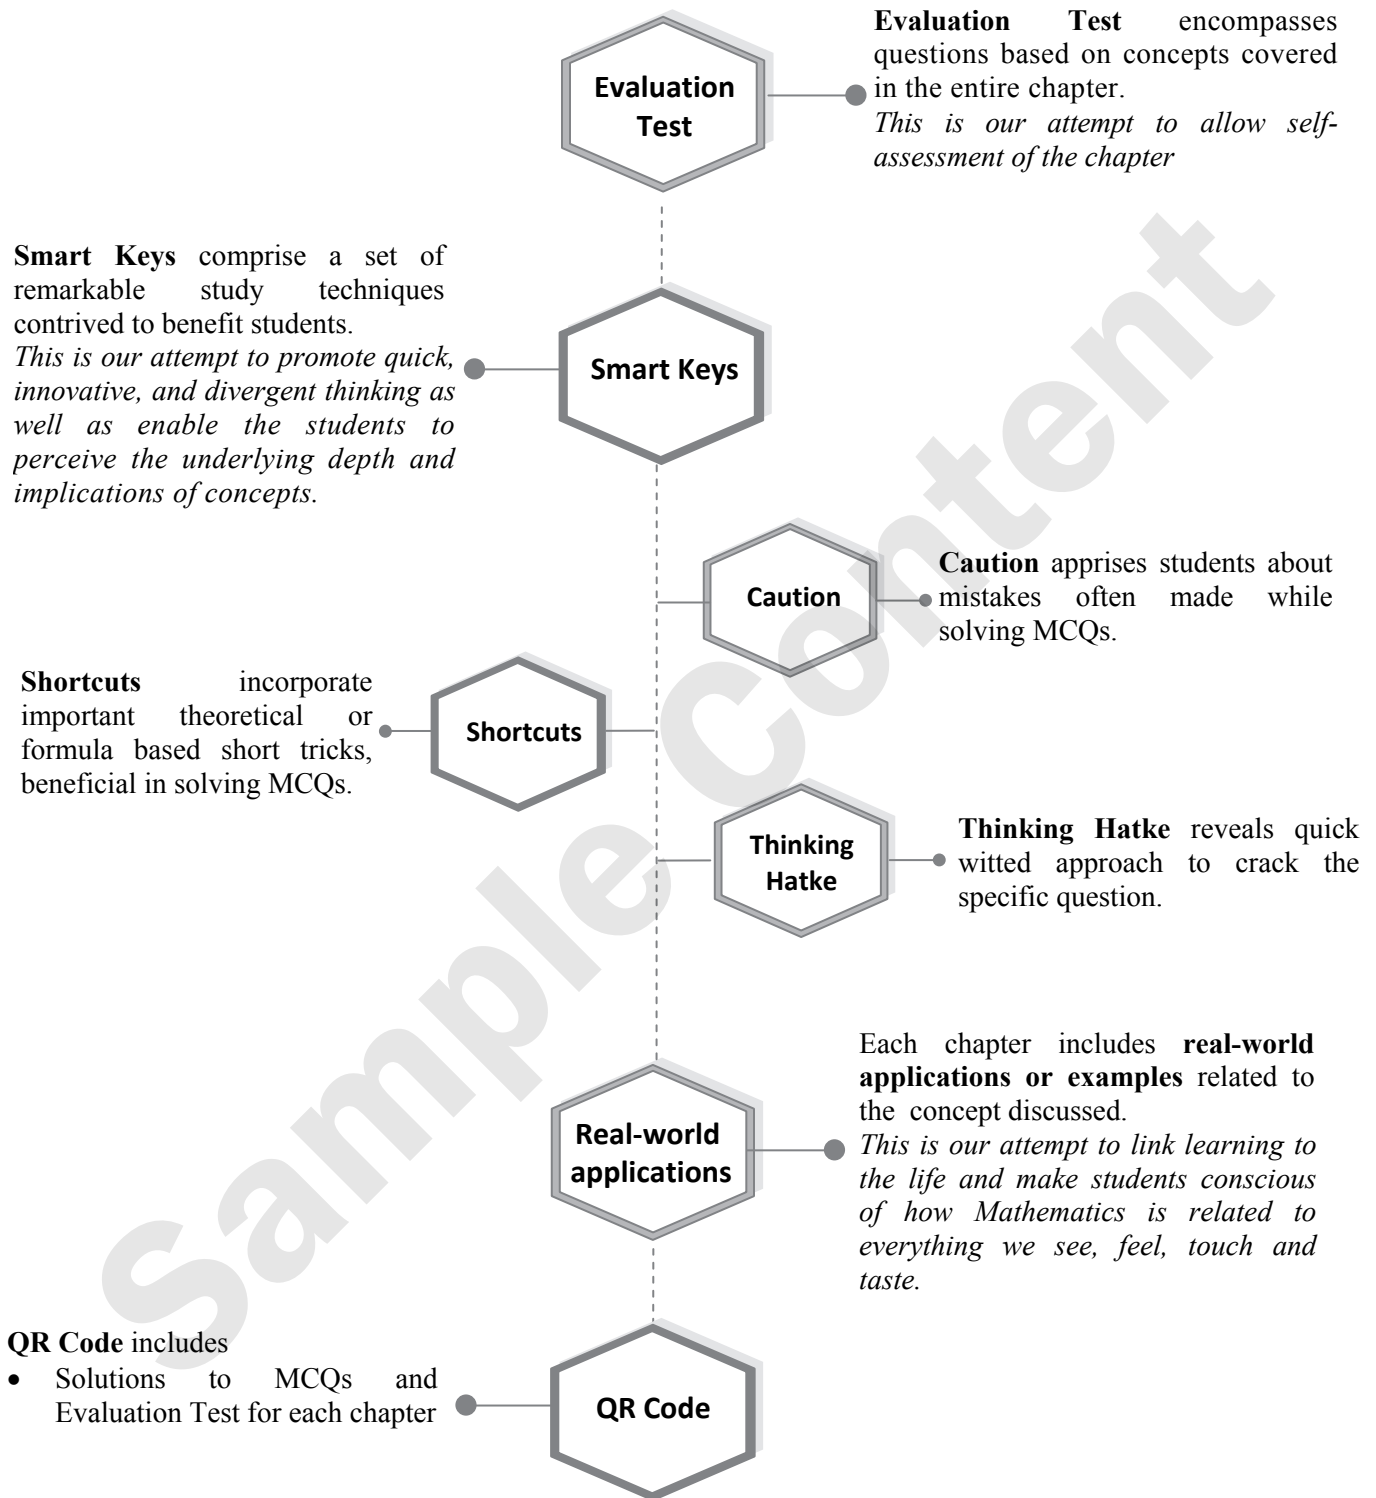 Evaluation Test encompasses
questions based on concepts covered
in the entire chapter.
This is our attempt to allow self-
assessment of the chapter
Evaluation
Test
Smart Keys comprise a set of
remarkable study techniques
contrived to benefit students.
This is our attempt to promote quick,
innovative, and divergent thinking as
well as enable the students to
perceive the underlying depth and
implications of concepts.
Smart Keys
Caution
Caution apprises students about
mistakes often made while
solving MCQs.
Shortcuts incorporate
important theoretical or
formula based short tricks,
beneficial in solving MCQs.
Shortcuts
Thinking
Hatke
Thinking Hatke reveals quick
witted approach to crack the
specific question.
Real-world
applications
Each chapter includes real-world
applications or examples related to
the concept discussed.
This is our attempt to link learning to
the life and make students conscious
of how Mathematics is related to
everything we see, feel, touch and
taste.
QR Code includes
• Solutions to MCQs and
Evaluation Test for each chapter
QR Code
Sample Content